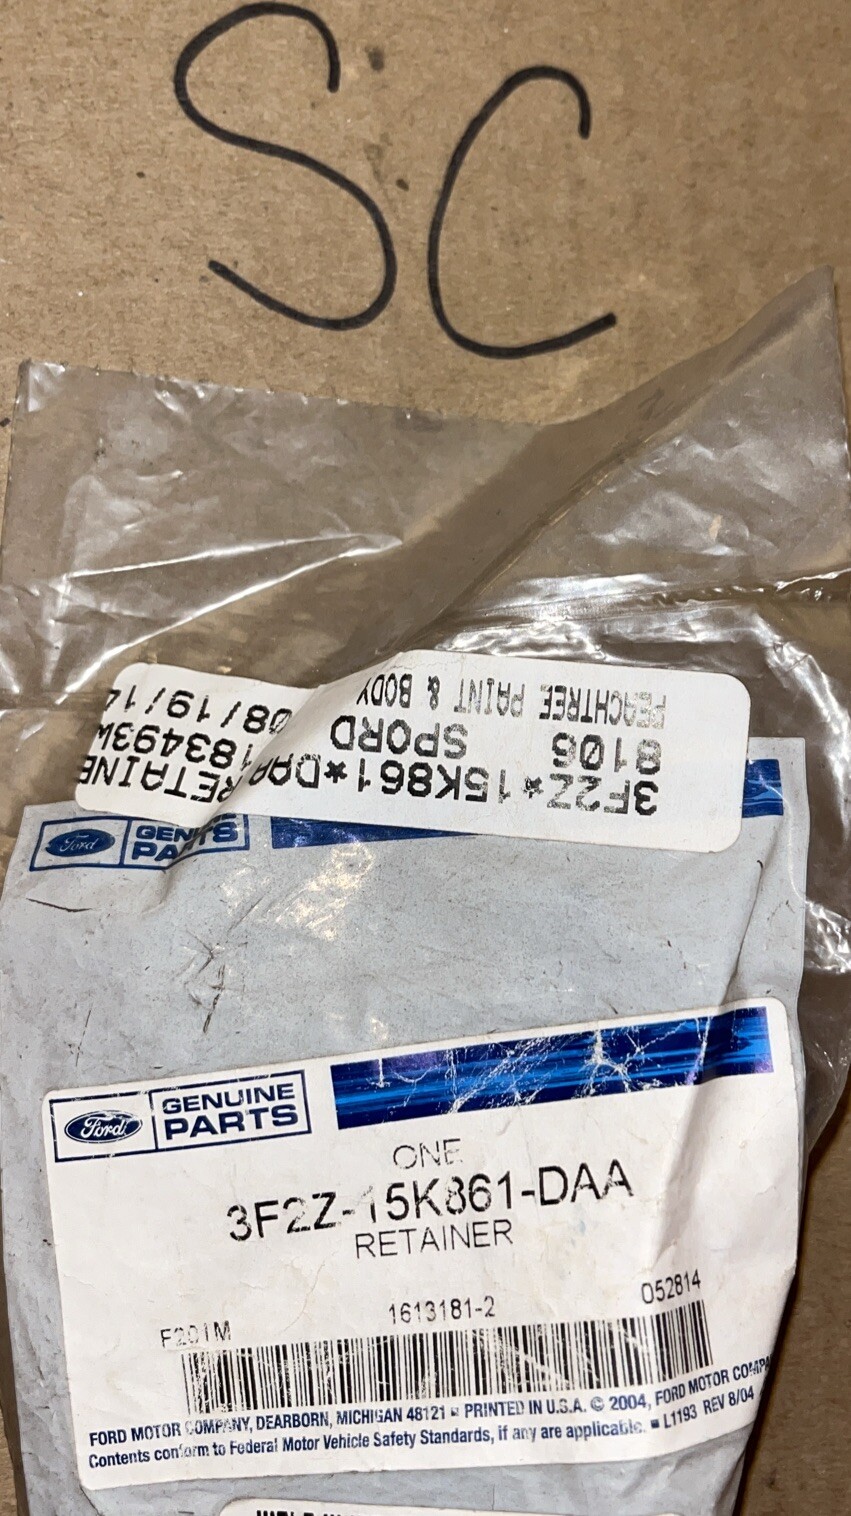 SC
3F2Z*15K861*DAA RETAINE
8106 SPORD 183493W
PEACHTREE PAINT & BODY 08/19/14
Ford GENUINE
PARTS
Ford GENUINE
PARTS
ONE
3F2Z-15K861-DAA
RETAINER
F201M 1613181-2 052814
FORD MOTOR COMPANY, DEARBORN, MICHIGAN 48121 ■ PRINTED IN U.S.A. © 2004, FORD MOTOR COMPA
Contents conform to Federal Motor Vehicle Safety Standards, if any are applicable. ■ L1193 REV 8/04